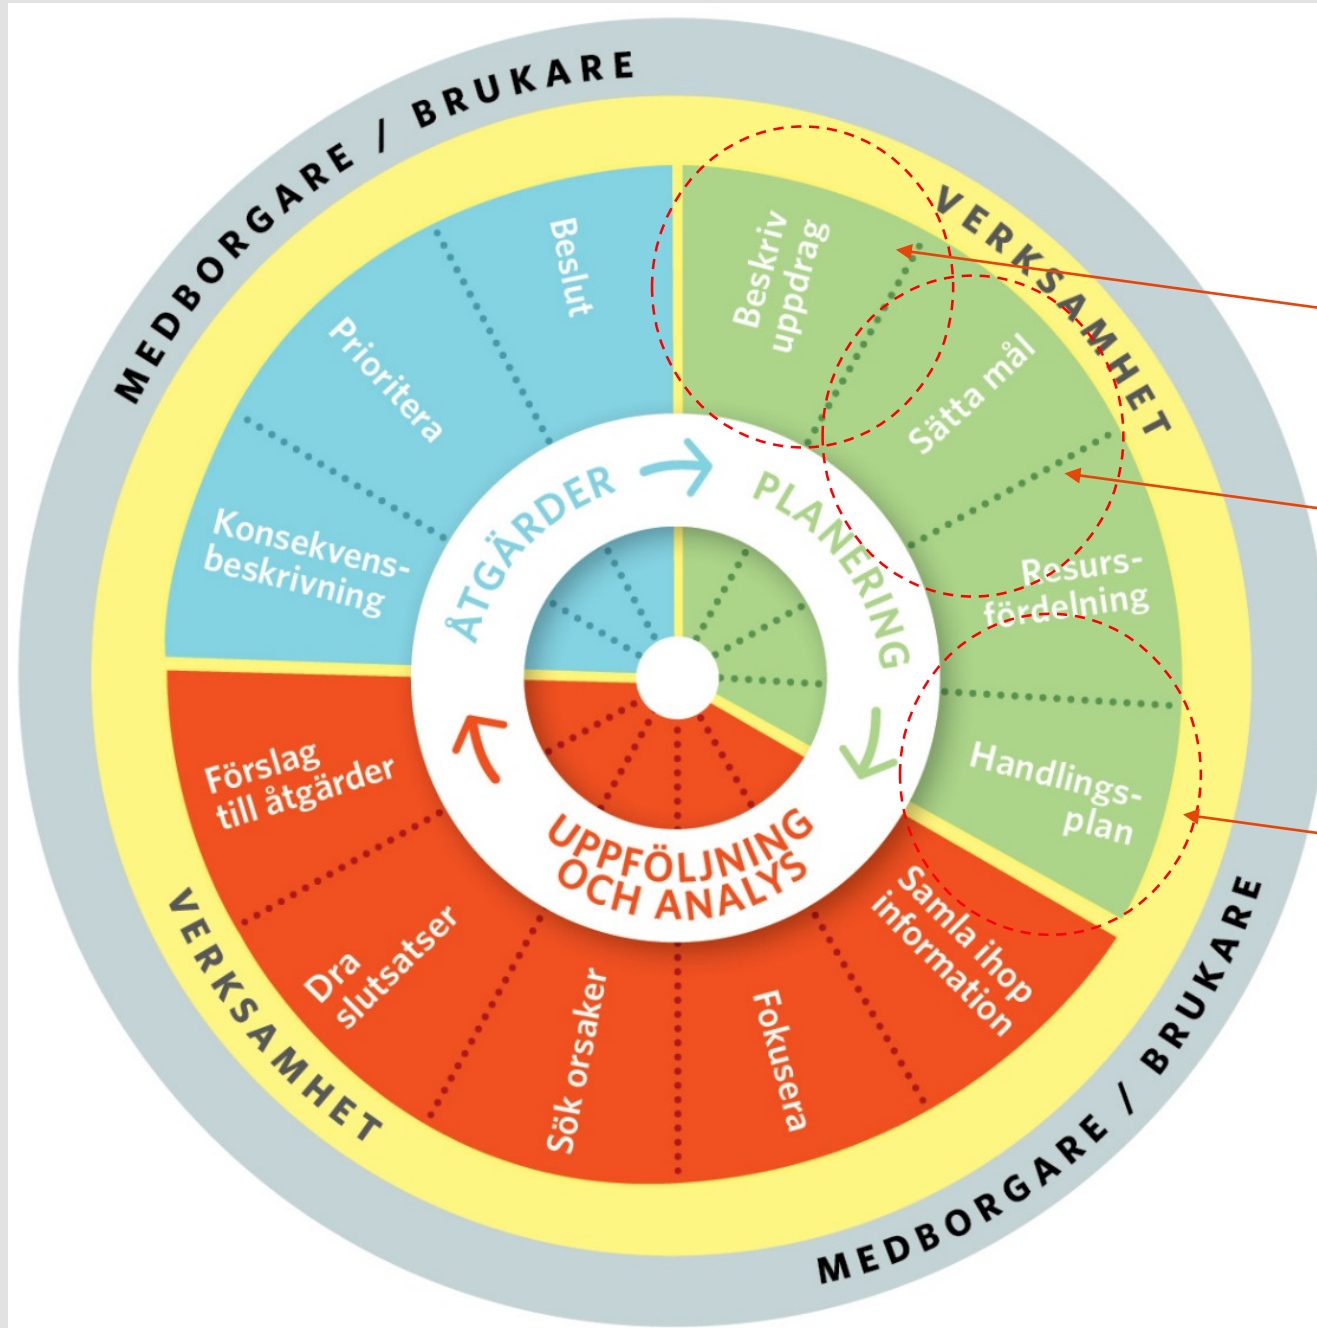 MEDBORGARE / BRUKARE
VERKSAMHET
Beslut
Beskriv
uppdrag
Prioritera
Sätta mål
Konsekvens-
beskrivning
ÅTGÄRDER
PLANERING
Resurs-
fördelning
Förslag
till åtgärder
Handlings-
plan
UPPFÖLJNING
OCH ANALYS
Dra
slutsatser
Sök orsaker
Fokusera
Samla ihop
information
VERKSAMHET
MEDBORGARE / BRUKARE